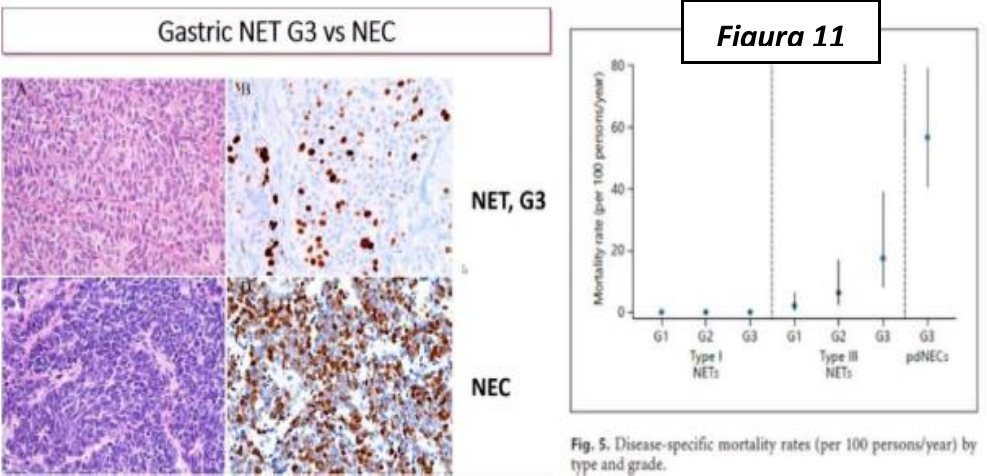 Gastric NET G3 vs NEC
A
B
NET, G3
C
D
NEC
Figura 11
Mortality rate (per 100 persons/year)
80
60
40
20
0
G1 G2 G3 G1 G2 G3 G3
Type I Type III pdNECs
NETs NETs
Fig. 5. Disease-specific mortality rates (per 100 persons/year) by
type and grade.